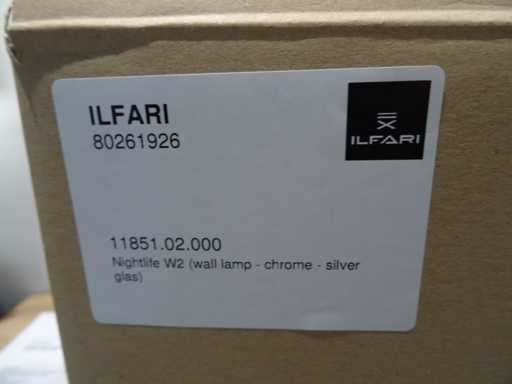 ILFARI
80261926
ILFARI
11851.02.000
Nightlife W2 (wall lamp - chrome - silver
glas)